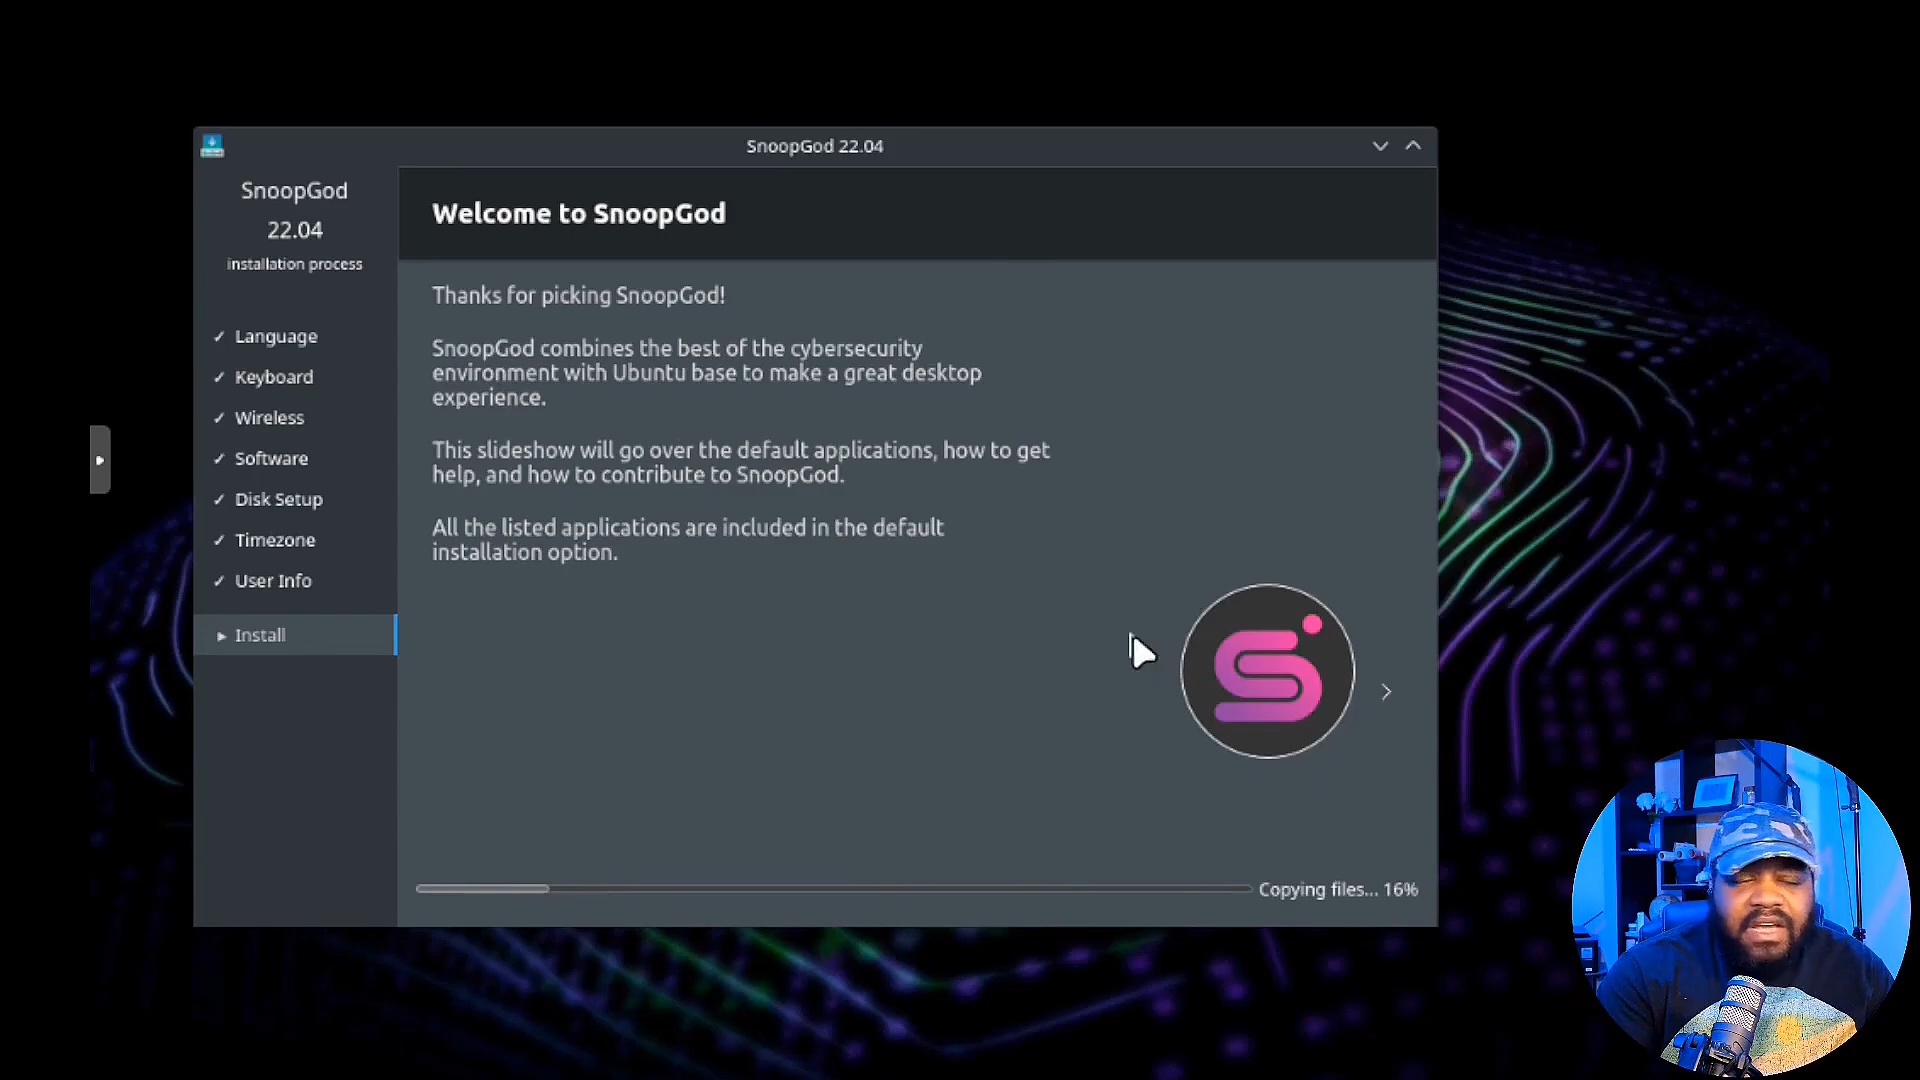 SnoopGod 22.04
SnoopGod
22.04
installation process
✓ Language
✓ Keyboard
✓ Wireless
✓ Software
✓ Disk Setup
✓ Timezone
✓ User Info
Install
Welcome to SnoopGod
Thanks for picking SnoopGod!
SnoopGod combines the best of the cybersecurity
environment with Ubuntu base to make a great desktop
experience.
This slideshow will go over the default applications, how to get
help, and how to contribute to SnoopGod.
All the listed applications are included in the default
installation option.
Copying files... 16%